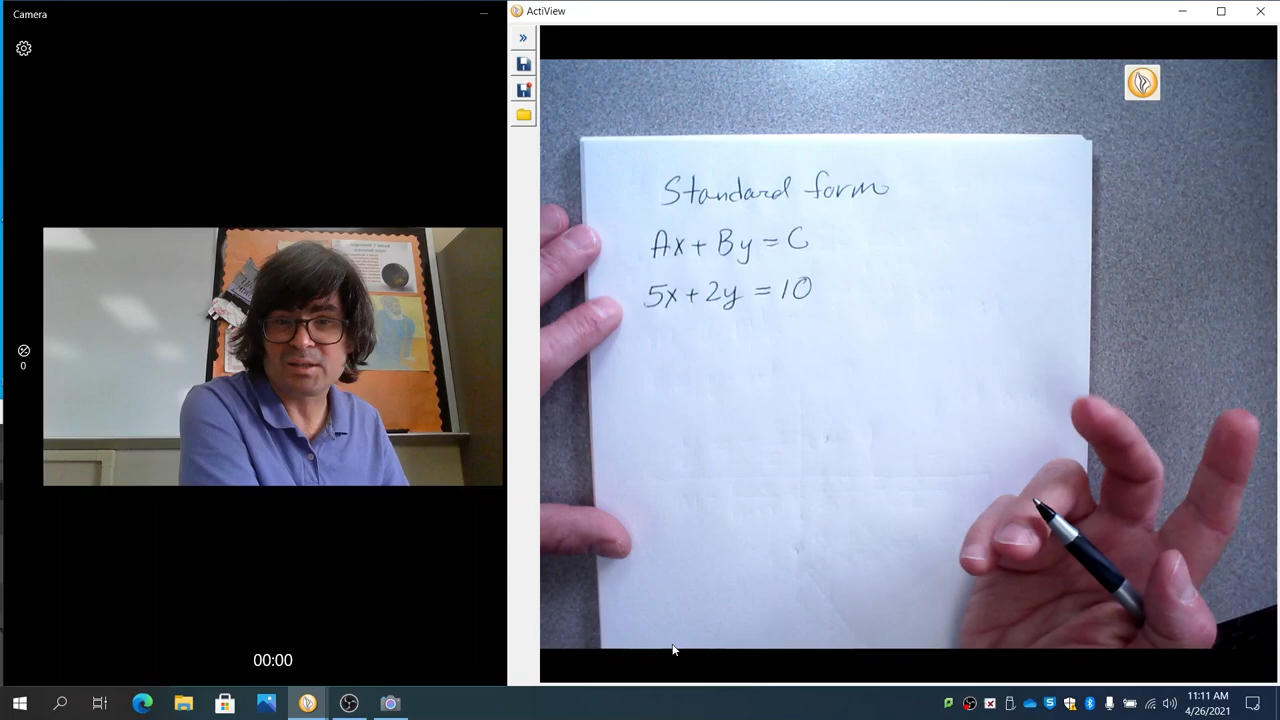 Camera
ActiView
Standard form
Ax + By = C
5x + 2y = 10
0
00:00
11:11 AM
4/26/2021